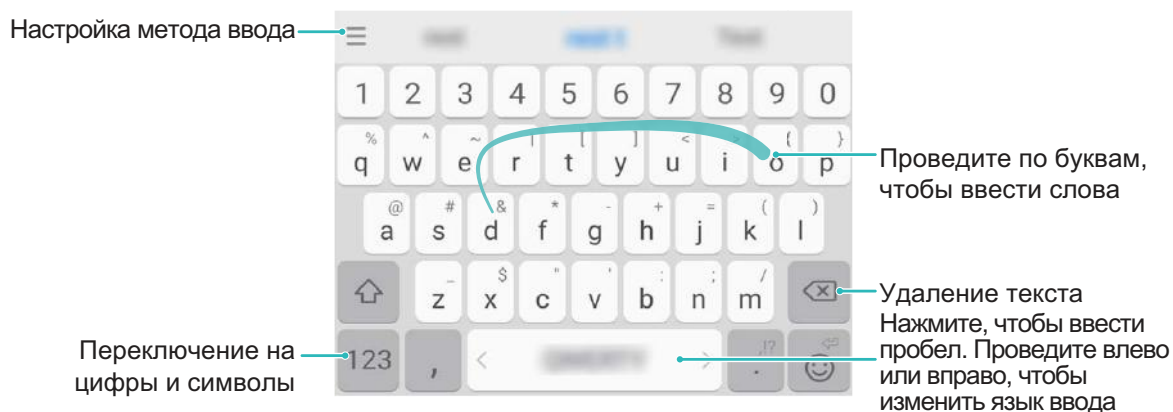 Настройка метода ввода
1 2 3 4 5 6 7 8 9 0
% ^ ~ | [ ] < > { }
q w e r t y u i o p
Проведите по буквам,
чтобы ввести слова
@ # & * - + = ( )
a s d f g h j k l
_ $ " ' : ; /
z x c v b n m
Удаление текста
Переключение на
цифры и символы
123 , < > ,!? .
Нажмите, чтобы ввести
пробел. Проведите влево
или вправо, чтобы
изменить язык ввода